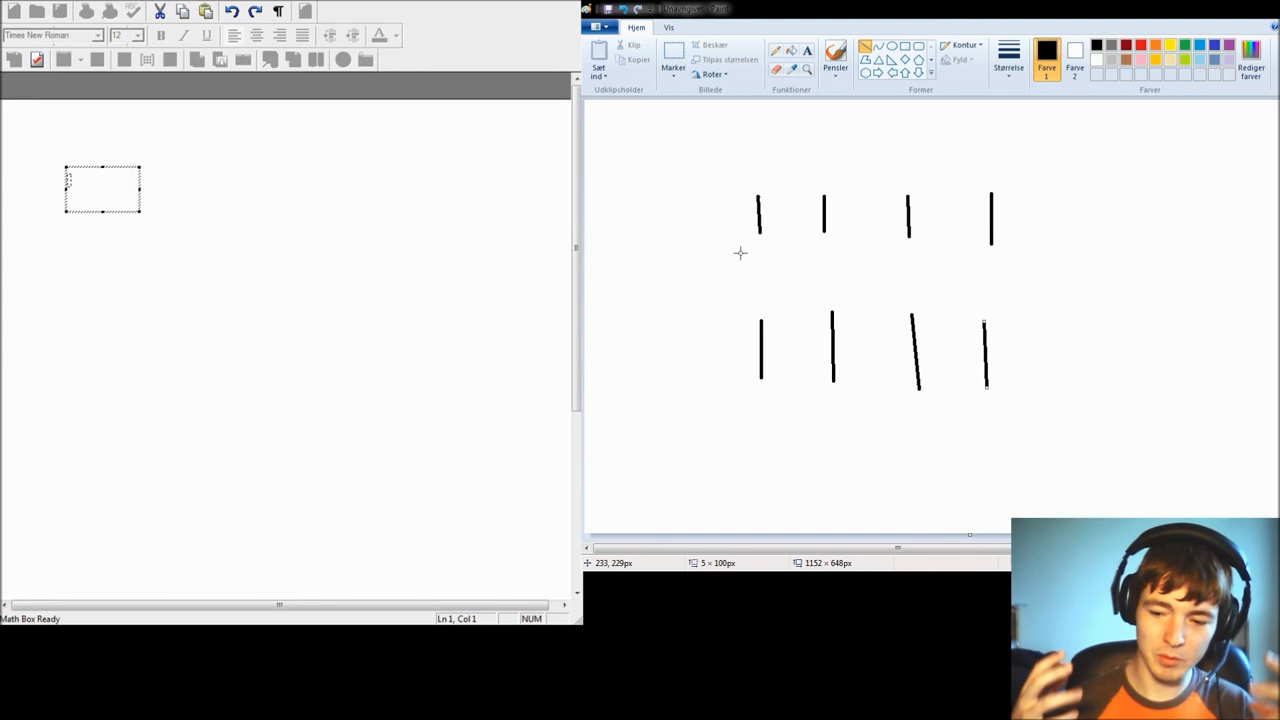 Unavngivet - Paint
Hjem Vis
Times New Roman 12 B I U A ¶
Sæt ind
Klip
Kopier
Udklipsholder
Marker
Beskær
Tilpas størrelsen
Roter
Billede
A
Funktioner
Pensler
Kontur
Fyld
Former
Størrelse
Farve 1
Farve 2
Rediger farver
Farver
233, 229px 5 × 100px 1152 × 648px
Math Box Ready Ln 1, Col 1 NUM